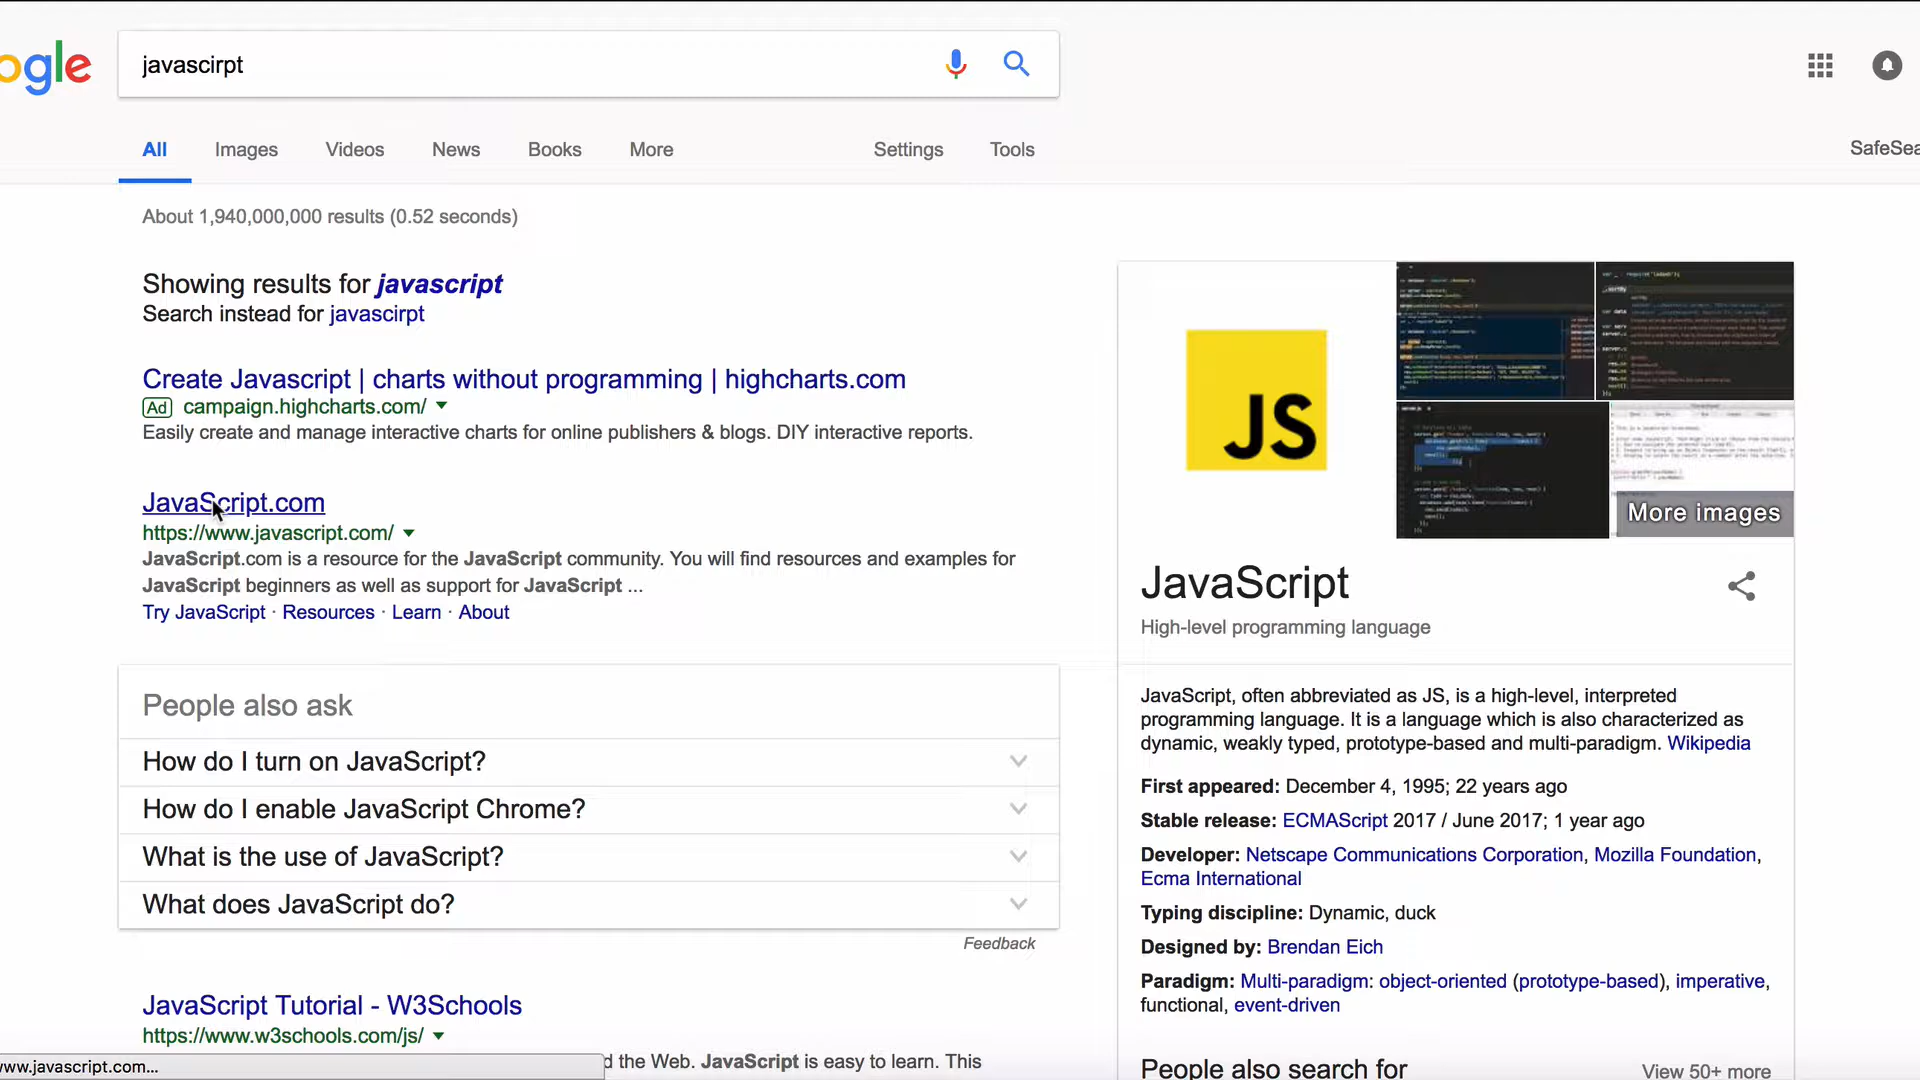 ogle
javascirpt
All Images Videos News Books More Settings Tools
SafeSea
About 1,940,000,000 results (0.52 seconds)
Showing results for javascript
Search instead for javascirpt
Create Javascript | charts without programming | highcharts.com
Ad campaign.highcharts.com/
Easily create and manage interactive charts for online publishers & blogs. DIY interactive reports.
JavaScript.com
https://www.javascript.com/
JavaScript.com is a resource for the JavaScript community. You will find resources and examples for
JavaScript beginners as well as support for JavaScript ...
Try JavaScript · Resources · Learn · About
People also ask
How do I turn on JavaScript?
How do I enable JavaScript Chrome?
What is the use of JavaScript?
What does JavaScript do?
Feedback
JavaScript Tutorial - W3Schools
https://www.w3schools.com/js/
d the Web. JavaScript is easy to learn. This
www.javascript.com...
JS
More images
JavaScript
High-level programming language
JavaScript, often abbreviated as JS, is a high-level, interpreted
programming language. It is a language which is also characterized as
dynamic, weakly typed, prototype-based and multi-paradigm. Wikipedia
First appeared: December 4, 1995; 22 years ago
Stable release: ECMAScript 2017 / June 2017; 1 year ago
Developer: Netscape Communications Corporation, Mozilla Foundation,
Ecma International
Typing discipline: Dynamic, duck
Designed by: Brendan Eich
Paradigm: Multi-paradigm: object-oriented (prototype-based), imperative,
functional, event-driven
People also search for
View 50+ more